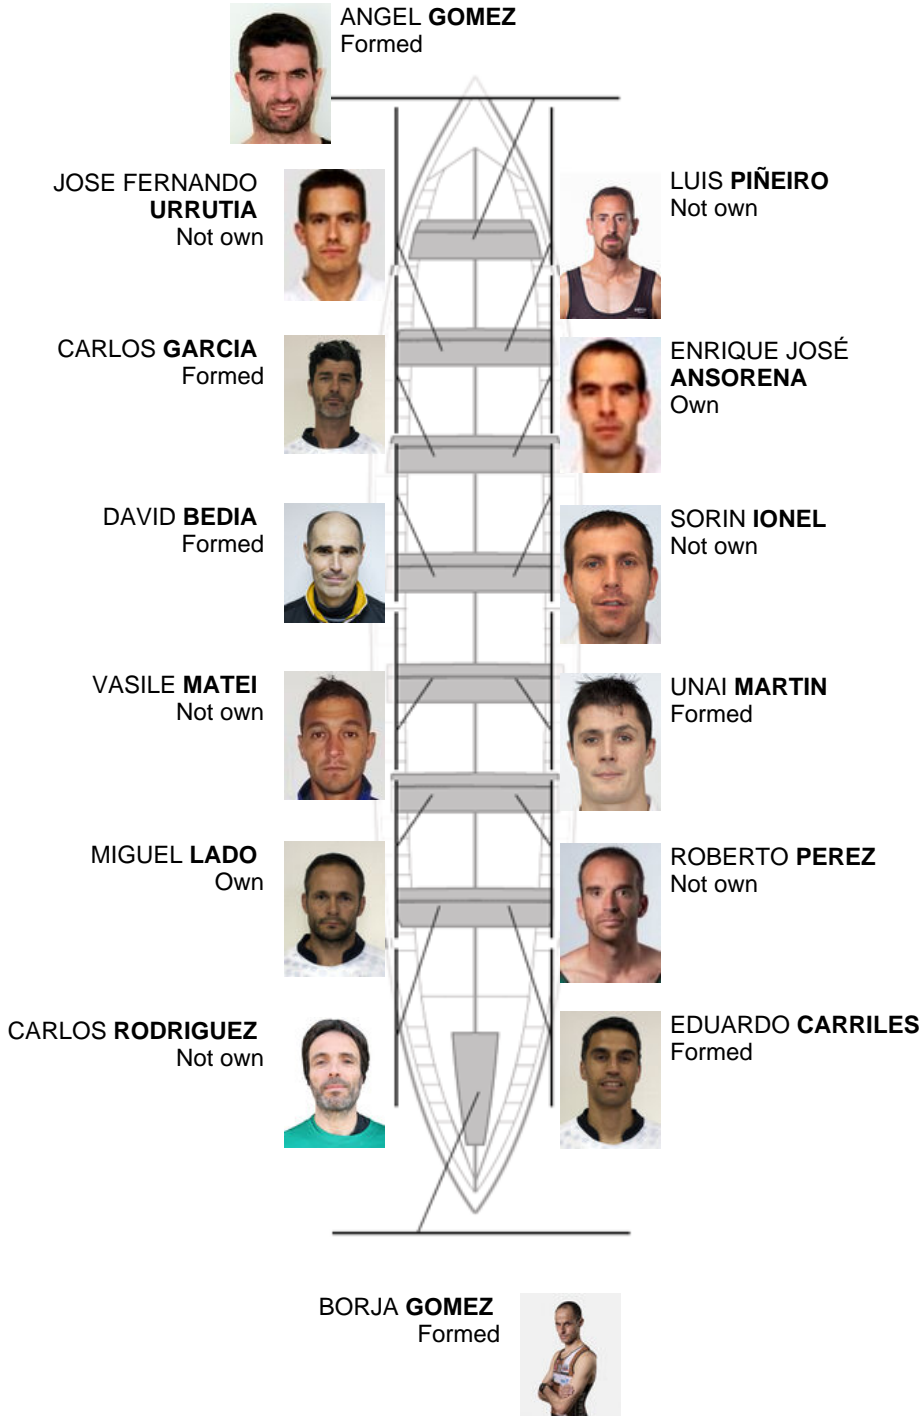 ANGEL GOMEZ
Formed
JOSE FERNANDO
URRUTIA
Not own
LUIS PIÑEIRO
Not own
CARLOS GARCIA
Formed
ENRIQUE JOSÉ
ANSORENA
Own
DAVID BEDIA
Formed
SORIN IONEL
Not own
VASILE MATEI
Not own
UNAI MARTIN
Formed
MIGUEL LADO
Own
ROBERTO PEREZ
Not own
CARLOS RODRIGUEZ
Not own
EDUARDO CARRILES
Formed
BORJA GOMEZ
Formed